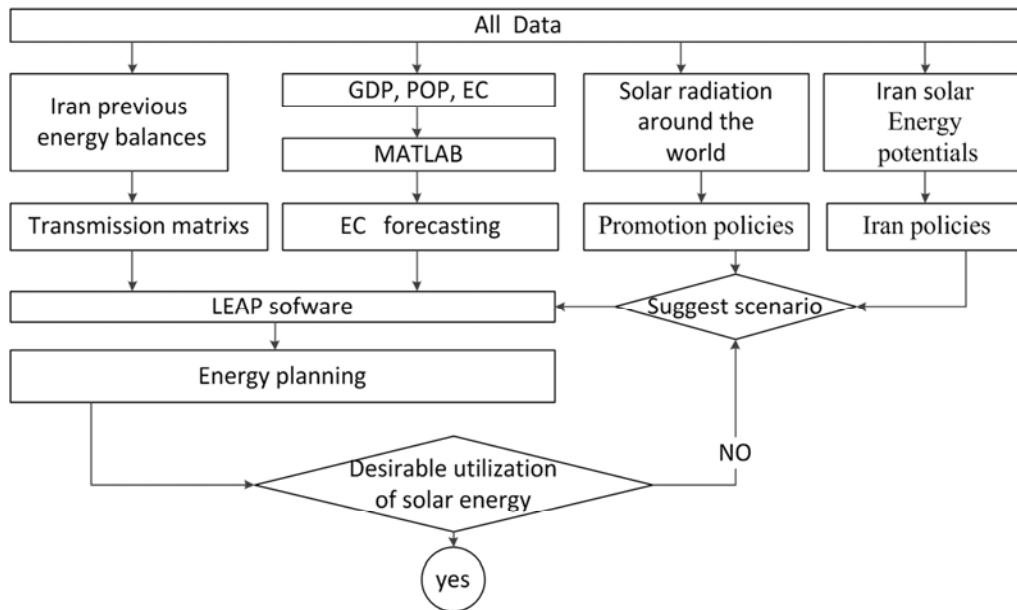 All Data
Iran previous
energy balances
GDP, POP, EC
Solar radiation
around the
world
Iran solar
Energy
potentials
MATLAB
Transmission matrixs
EC forecasting
Promotion policies
Iran policies
LEAP sofware
Suggest scenario
Energy planning
NO
Desirable utilization
of solar energy
yes